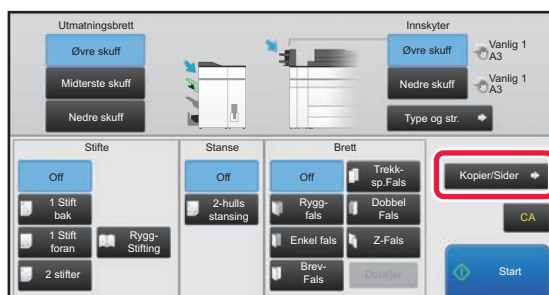 Utmatningsbrett
Innskyter
Øvre skuff
Midterste skuff
Nedre skuff
Øvre skuff
Vanlig 1
A3
Nedre skuff
Vanlig 1
A3
Type og str.
Stifte
Off
1 Stift
bak
1 Stift
foran
Rygg-
Stifting
2 stifter
Stanse
Off
2-hulls
stansing
Brett
Off
Trekk-
sp.Fals
Rygg-
fals
Dobbel
Fals
Enkel fals
Z-Fals
Brev-
Fals
Detaljer
Kopier/Sider
CA
Start